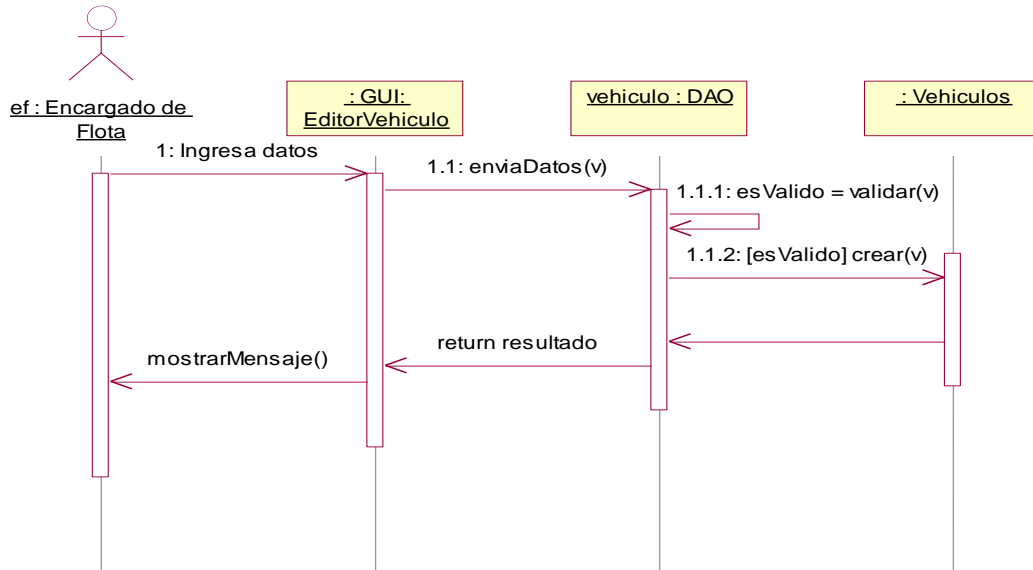 ef : Encargado de
Flota
: GUI:
EditorVehiculo
vehiculo : DAO
: Vehiculos
1: Ingresa datos
1.1: enviaDatos(v)
1.1.1: esValido = validar(v)
1.1.2: [esValido] crear(v)
return resultado
mostrarMensaje()